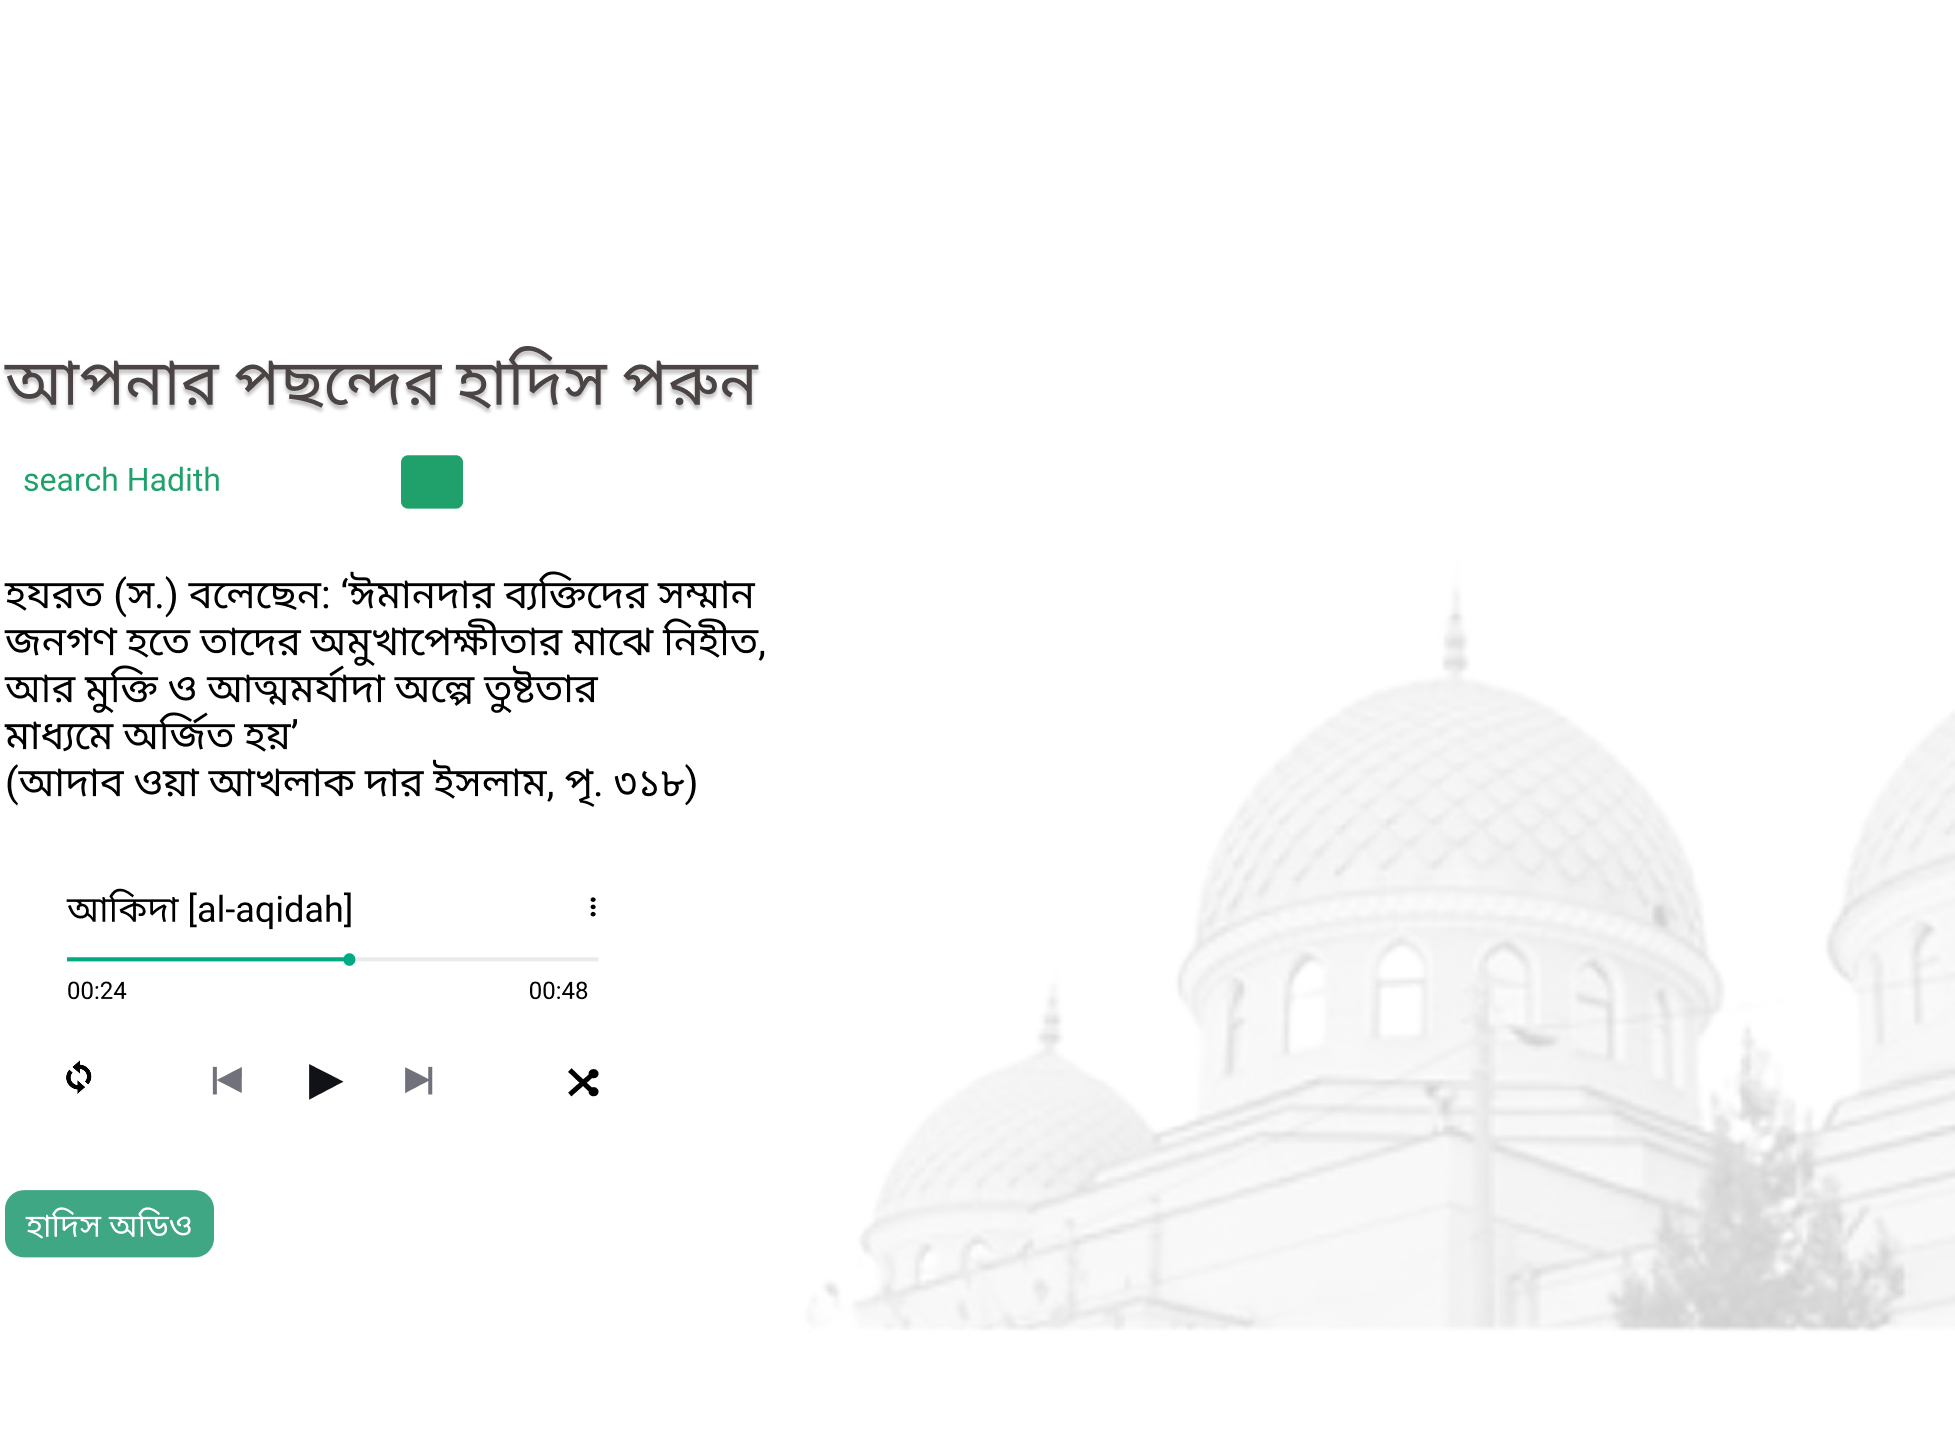 আপনার পছন্দের হাদিস পরুন
search Hadith
হযরত (স.) বলেছেন: ‘ঈমানদার ব্যক্তিদের সম্মান
জনগণ হতে তাদের অমুখাপেক্ষীতার মাঝে নিহীত,
আর মুক্তি ও আত্মমর্যাদা অল্পে তুষ্টতার
মাধ্যমে অর্জিত হয়’
(আদাব ওয়া আখলাক দার ইসলাম, পৃ. ৩১৮)
আকিদা [al-aqidah]
00:24 00:48
হাদিস অডিও